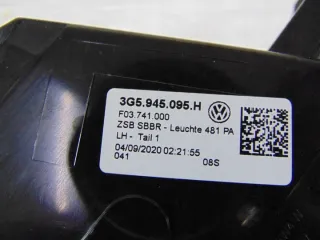 3G5.945.095.H
F03.741.000
ZSB SBBR - Leuchte 481 PA
LH- Tail 1
04/09/2020 02:21:55
041 08S